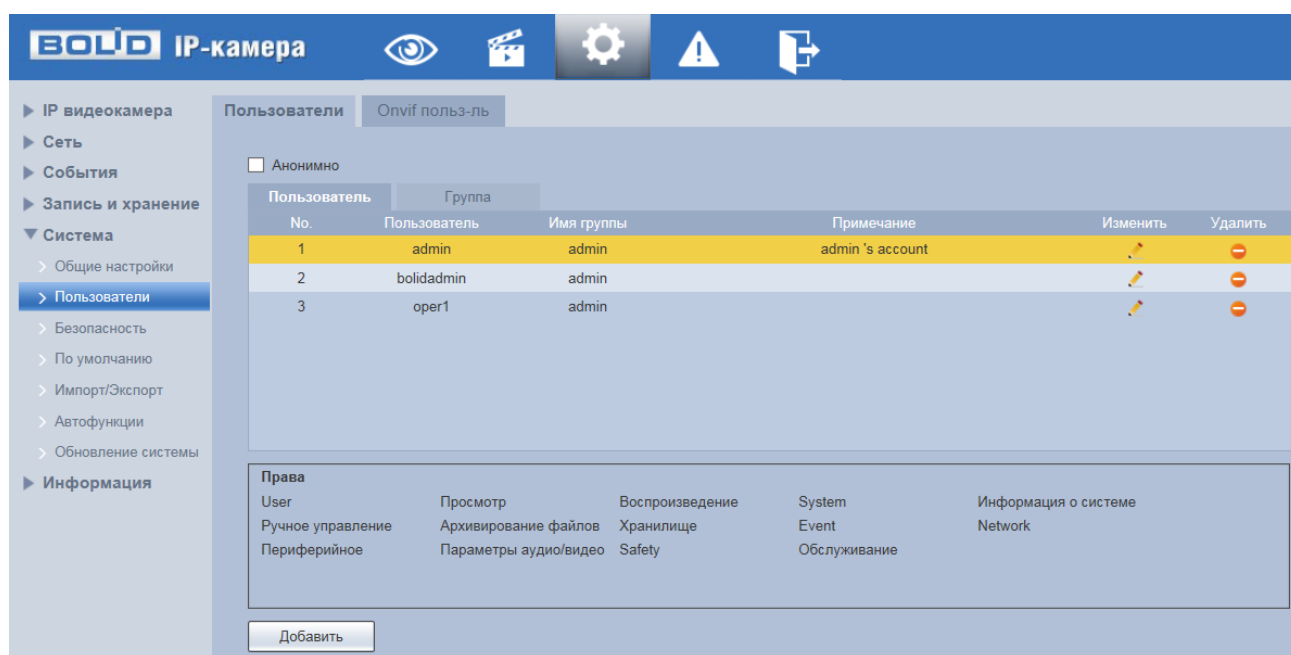 BOLID IP-камера
IP видеокамера
Сеть
События
Запись и хранение
Система
Общие настройки
Пользователи
Безопасность
По умолчанию
Импорт/Экспорт
Автофункции
Обновление системы
Информация
Пользователи Onvif польз-ль
Анонимно
Пользователь Группа
No. Пользователь Имя группы Примечание Изменить Удалить
1 admin admin admin 's account
2 bolidadmin admin
3 oper1 admin
Права
User Просмотр Воспроизведение System Информация о системе
Ручное управление Архивирование файлов Хранилище Event Network
Периферийное Параметры аудио/видео Safety Обслуживание
Добавить